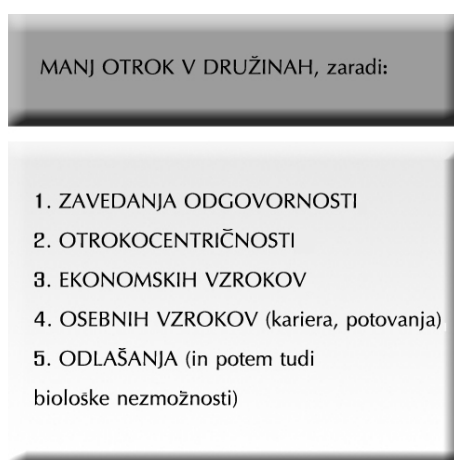 MANJ OTROK V DRUŽINAH, zaradi:
1. ZAVEDANJA ODGOVORNOSTI
2. OTROKOCENTRIČNOSTI
3. EKONOMSKIH VZROKOV
4. OSEBNIH VZROKOV (kariera, potovanja)
5. ODLAŠANJA (in potem tudi
biološke nezmožnosti)